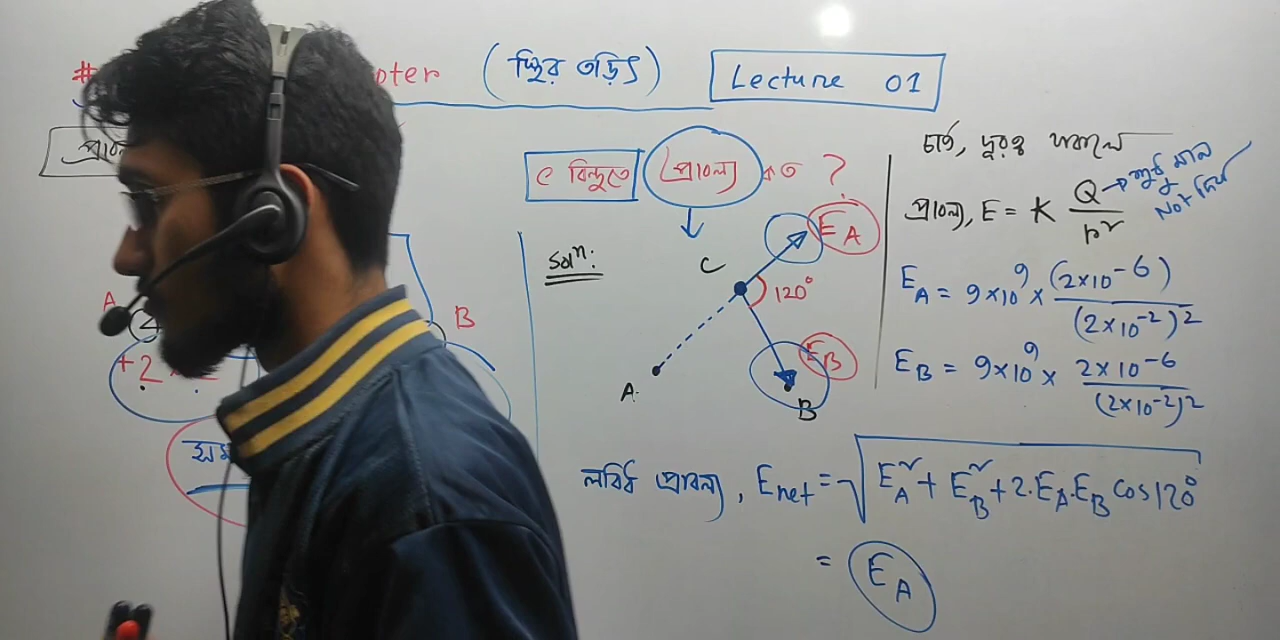 # oter (স্থির তড়িৎ) Lecture 01
প্রাব
C বিন্দুতে প্রাবল্য কত ?
Solⁿ:
C
E_A
120°
A
E_B
B
চার্জ, দূরত্ব থাকলে
প্রাবল্য, E = K Q/r² → শুধু মান Not চিহ্ন
E_A = 9×10⁹ × (2×10⁻⁶)/(2×10⁻²)²
E_B = 9×10⁹ × 2×10⁻⁶/(2×10⁻²)²
A
B
+2
সম
লব্ধি প্রাবল্য, E_net = √E_A² + E_B² + 2.E_A.E_B cos120°
= E_A